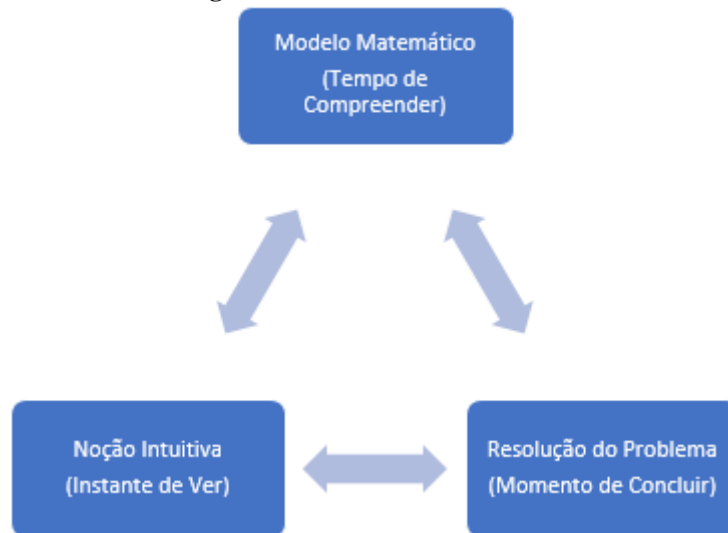 Modelo Matemático
(Tempo de
Compreender)
Noção Intuitiva
(Instante de Ver)
Resolução do Problema
(Momento de Concluir)